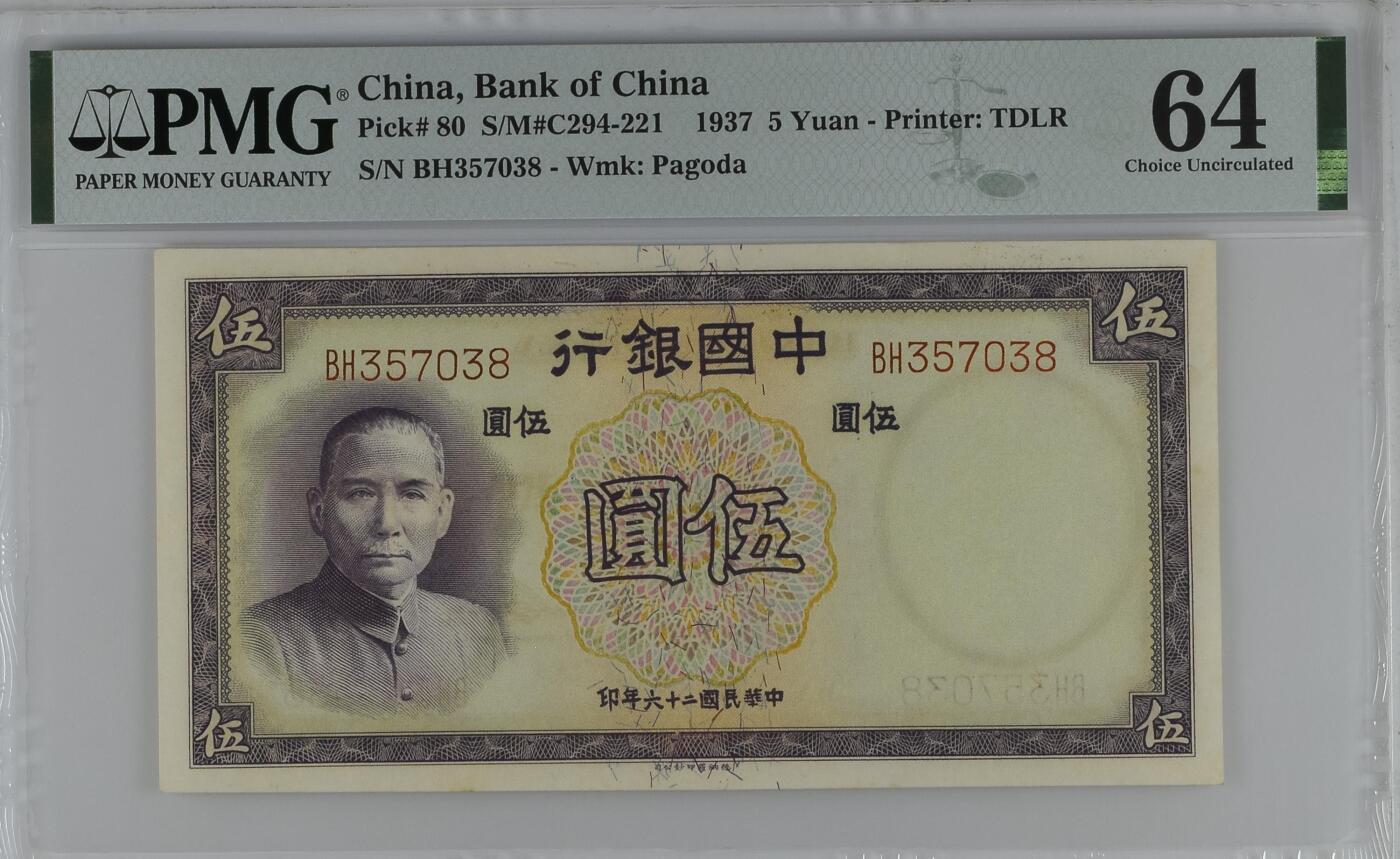 PMG®
PAPER MONEY GUARANTY
China, Bank of China
Pick# 80 S/M#C294-221 1937 5 Yuan - Printer: TDLR
S/N BH357038 - Wmk: Pagoda
64
Choice Uncirculated
伍
伍
行銀國中
BH357038
BH357038
圓伍
圓伍
圓伍
印年六十二國民華中
伍
伍